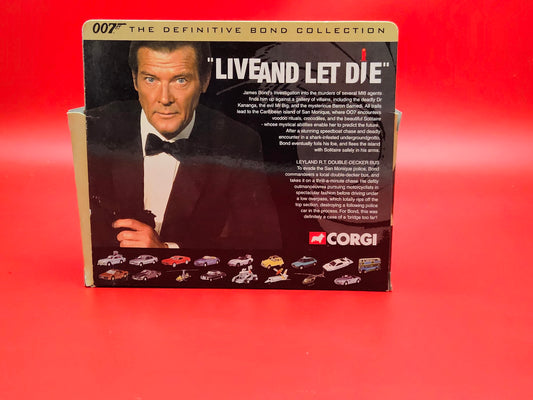 007 THE DEFINITIVE BOND COLLECTION
"LIVE AND LET DIE"
James Bond's investigation into the murders of several MI6 agents
finds him up against a gallery of villains, including the deadly Dr
Kananga, the evil Mr Big, and the mysterious Baron Samedi. All trails
lead to the Caribbean island of San Monique, where OO7 encounters
voodoo rituals, crocodiles, and the beautiful Solitaire
- whose mystical abilities enable her to predict the future.
After a stunning speedboat chase and deadly
encounter in a shark-infested undergroundgrotto,
Bond eventually foils his foe, and flees the island
with Solitaire safely in his arms.
LEYLAND R.T. DOUBLE-DECKER BUS
To evade the San Monique police, Bond
commandeers a local double-decker bus, and
takes it on a thrill-a-minute chase. He deftly
outmanoeuvres pursuing motorcyclists in
spectacular fashion before driving under
a low overpass, which totally rips off the
top section, destroying a following police
car in the process. For Bond, this was
definitely a case of a 'bridge too far'!
CORGI